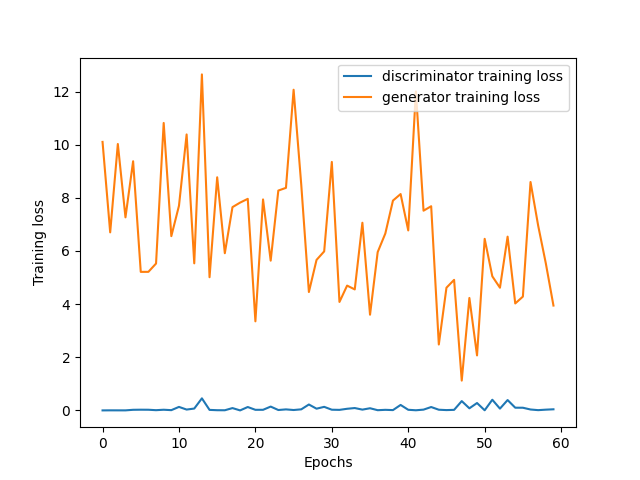 discriminator training loss
generator training loss
12
10
8
6
4
2
0
Training loss
0 10 20 30 40 50 60
Epochs